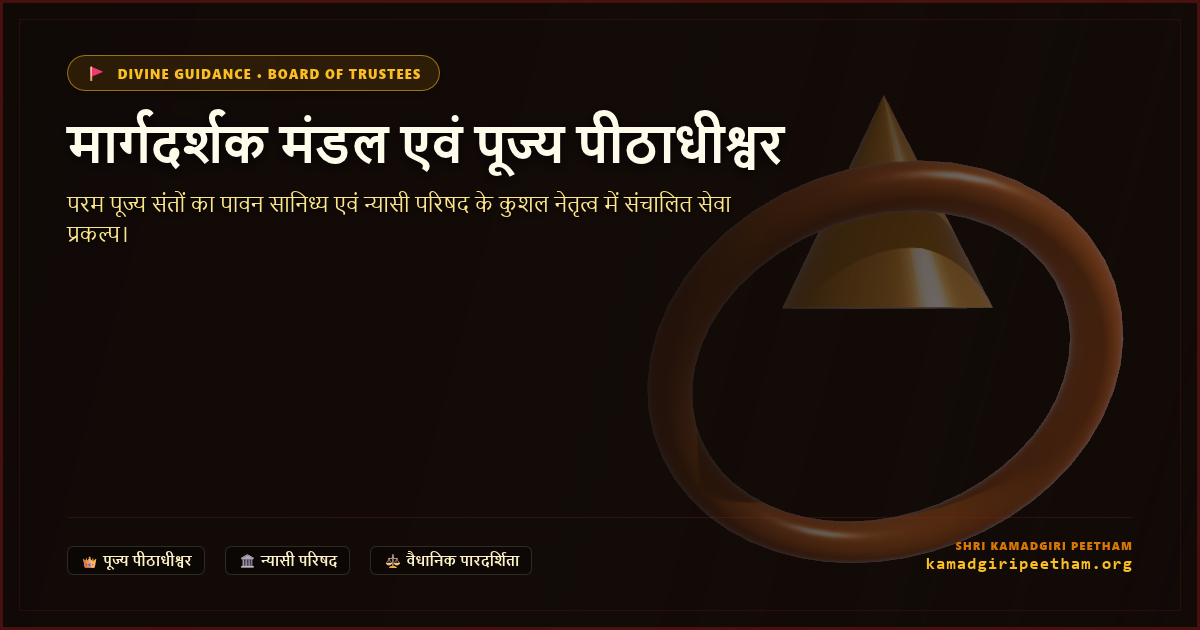 DIVINE GUIDANCE • BOARD OF TRUSTEES
मार्गदर्शक मंडल एवं पूज्य पीठाधीश्वर
परम पूज्य संतों का पावन सानिध्य एवं न्यासी परिषद के कुशल नेतृत्व में संचालित सेवा
प्रकल्प।
पूज्य पीठाधीश्वर
न्यासी परिषद
वैधानिक पारदर्शिता
SHRI KAMADGIRI PEETHAM
kamadgiripeetham.org